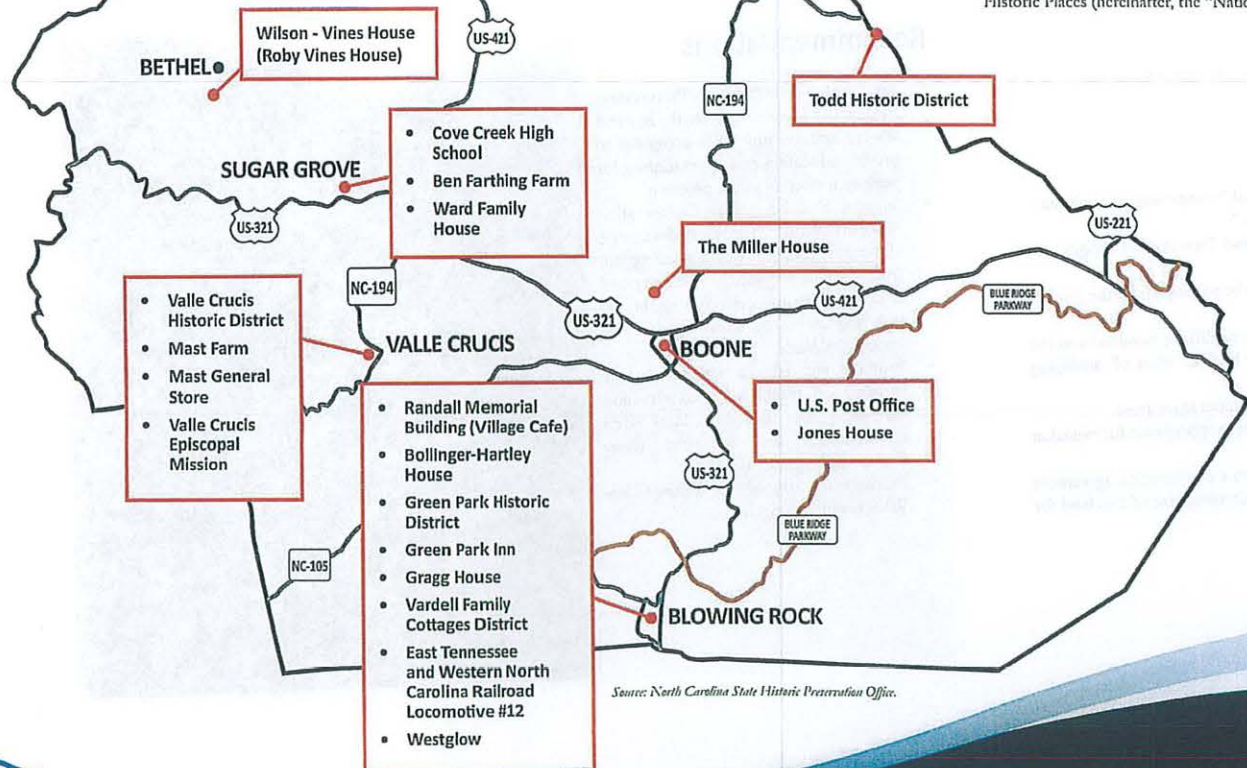 Historic Places (hereinafter, the "Natio
Wilson - Vines House
(Roby Vines House)
US-421
BETHEL
Todd Historic District
NC-194
Cove Creek High
School
Ben Farthing Farm
Ward Family
House
SUGAR GROVE
US-321
US-221
The Miller House
NC-194
Valle Crucis
Historic District
Mast Farm
Mast General
Store
Valle Crucis
Episcopal
Mission
US-321
US-421
BLUE RIDGE
PARKWAY
VALLE CRUCIS
BOONE
Randall Memorial
Building (Village Cafe)
Bollinger-Hartley
House
Green Park Historic
District
Green Park Inn
Gragg House
Vardell Family
Cottages District
East Tennessee
and Western North
Carolina Railroad
Locomotive #12
Westglow
U.S. Post Office
Jones House
US-321
BLUE RIDGE
PARKWAY
NC-105
BLOWING ROCK
Source: North Carolina State Historic Preservation Office.